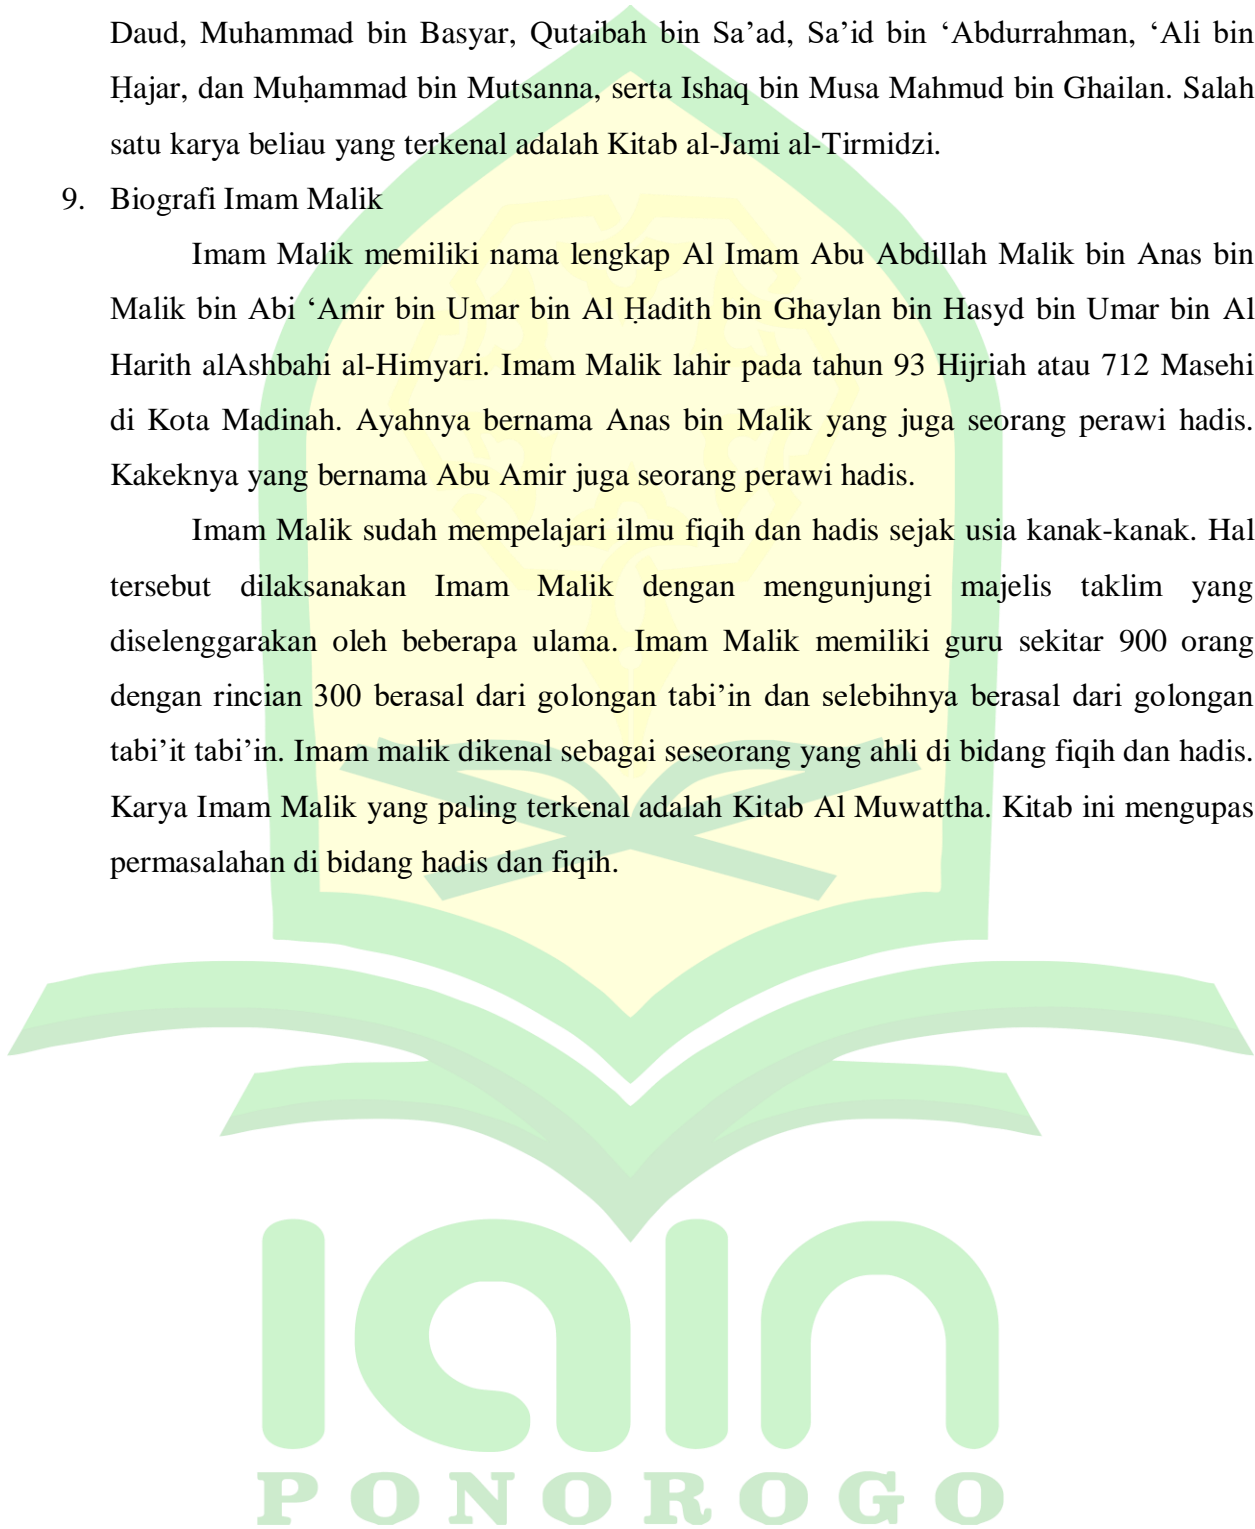 Daud, Muhammad bin Basyar, Qutaibah bin Sa’ad, Sa’id bin ‘Abdurrahman, ‘Ali bin
Ḥajar, dan Muḥammad bin Mutsanna, serta Ishaq bin Musa Mahmud bin Ghailan. Salah
satu karya beliau yang terkenal adalah Kitab al-Jami al-Tirmidzi.
9. Biografi Imam Malik
Imam Malik memiliki nama lengkap Al Imam Abu Abdillah Malik bin Anas bin
Malik bin Abi ‘Amir bin Umar bin Al Ḥadith bin Ghaylan bin Hasyd bin Umar bin Al
Harith alAshbahi al-Himyari. Imam Malik lahir pada tahun 93 Hijriah atau 712 Masehi
di Kota Madinah. Ayahnya bernama Anas bin Malik yang juga seorang perawi hadis.
Kakeknya yang bernama Abu Amir juga seorang perawi hadis.
Imam Malik sudah mempelajari ilmu fiqih dan hadis sejak usia kanak-kanak. Hal
tersebut dilaksanakan Imam Malik dengan mengunjungi majelis taklim yang
diselenggarakan oleh beberapa ulama. Imam Malik memiliki guru sekitar 900 orang
dengan rincian 300 berasal dari golongan tabi’in dan selebihnya berasal dari golongan
tabi’it tabi’in. Imam malik dikenal sebagai seseorang yang ahli di bidang fiqih dan hadis.
Karya Imam Malik yang paling terkenal adalah Kitab Al Muwattha. Kitab ini mengupas
permasalahan di bidang hadis dan fiqih.
IAIN
PONOROGO